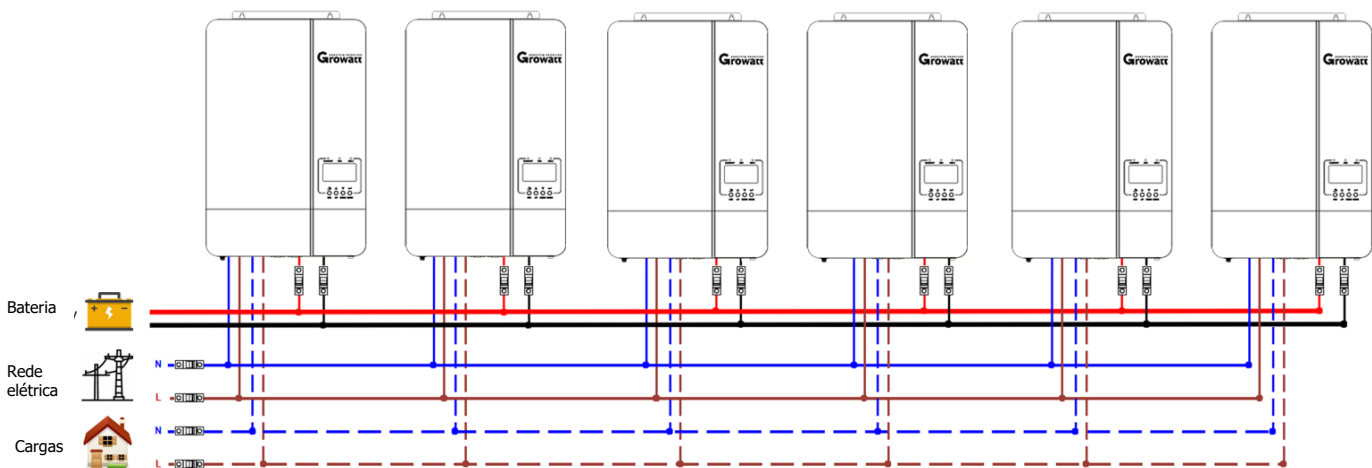 Growatt
Growatt
Growatt
Growatt
Growatt
Growatt
Bateria
Rede
elétrica
N
L
Cargas
N
L